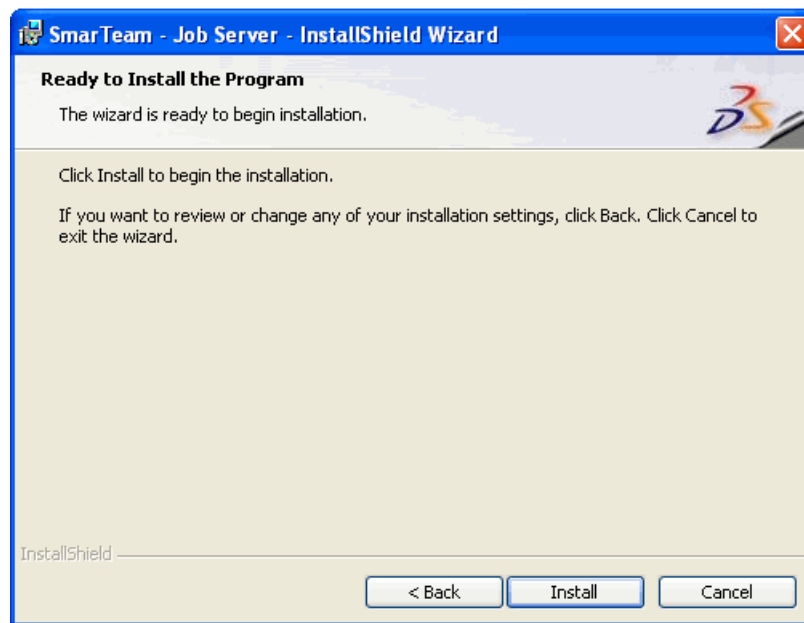 SmarTeam - Job Server - InstallShield Wizard
Ready to Install the Program
The wizard is ready to begin installation.
DS
Click Install to begin the installation.
If you want to review or change any of your installation settings, click Back. Click Cancel to
exit the wizard.
InstallShield
< Back
Install
Cancel